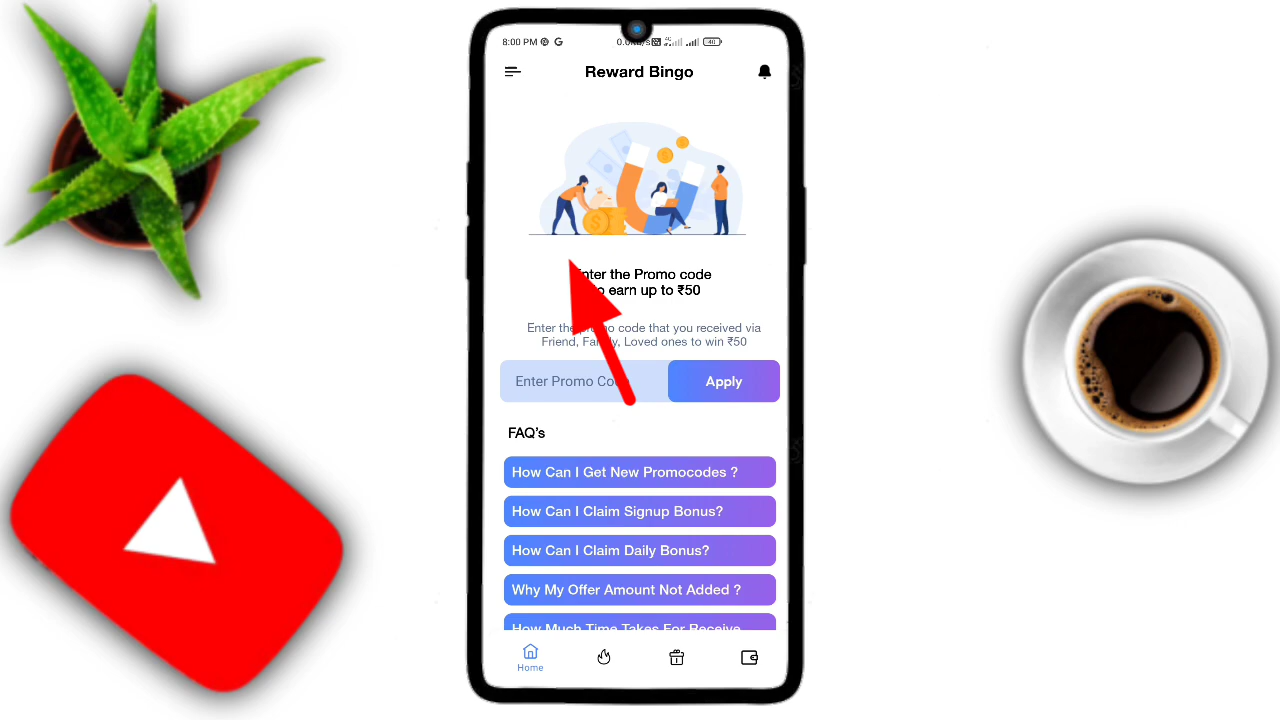 8:00 PM
Reward Bingo
Enter the Promo code
to earn up to ₹50
Enter the promo code that you received via
Friend, Family, Loved ones to win ₹50
Enter Promo Code
Apply
FAQ's
How Can I Get New Promocodes ?
How Can I Claim Signup Bonus?
How Can I Claim Daily Bonus?
Why My Offer Amount Not Added ?
How Much Time Takes For Receive
Home